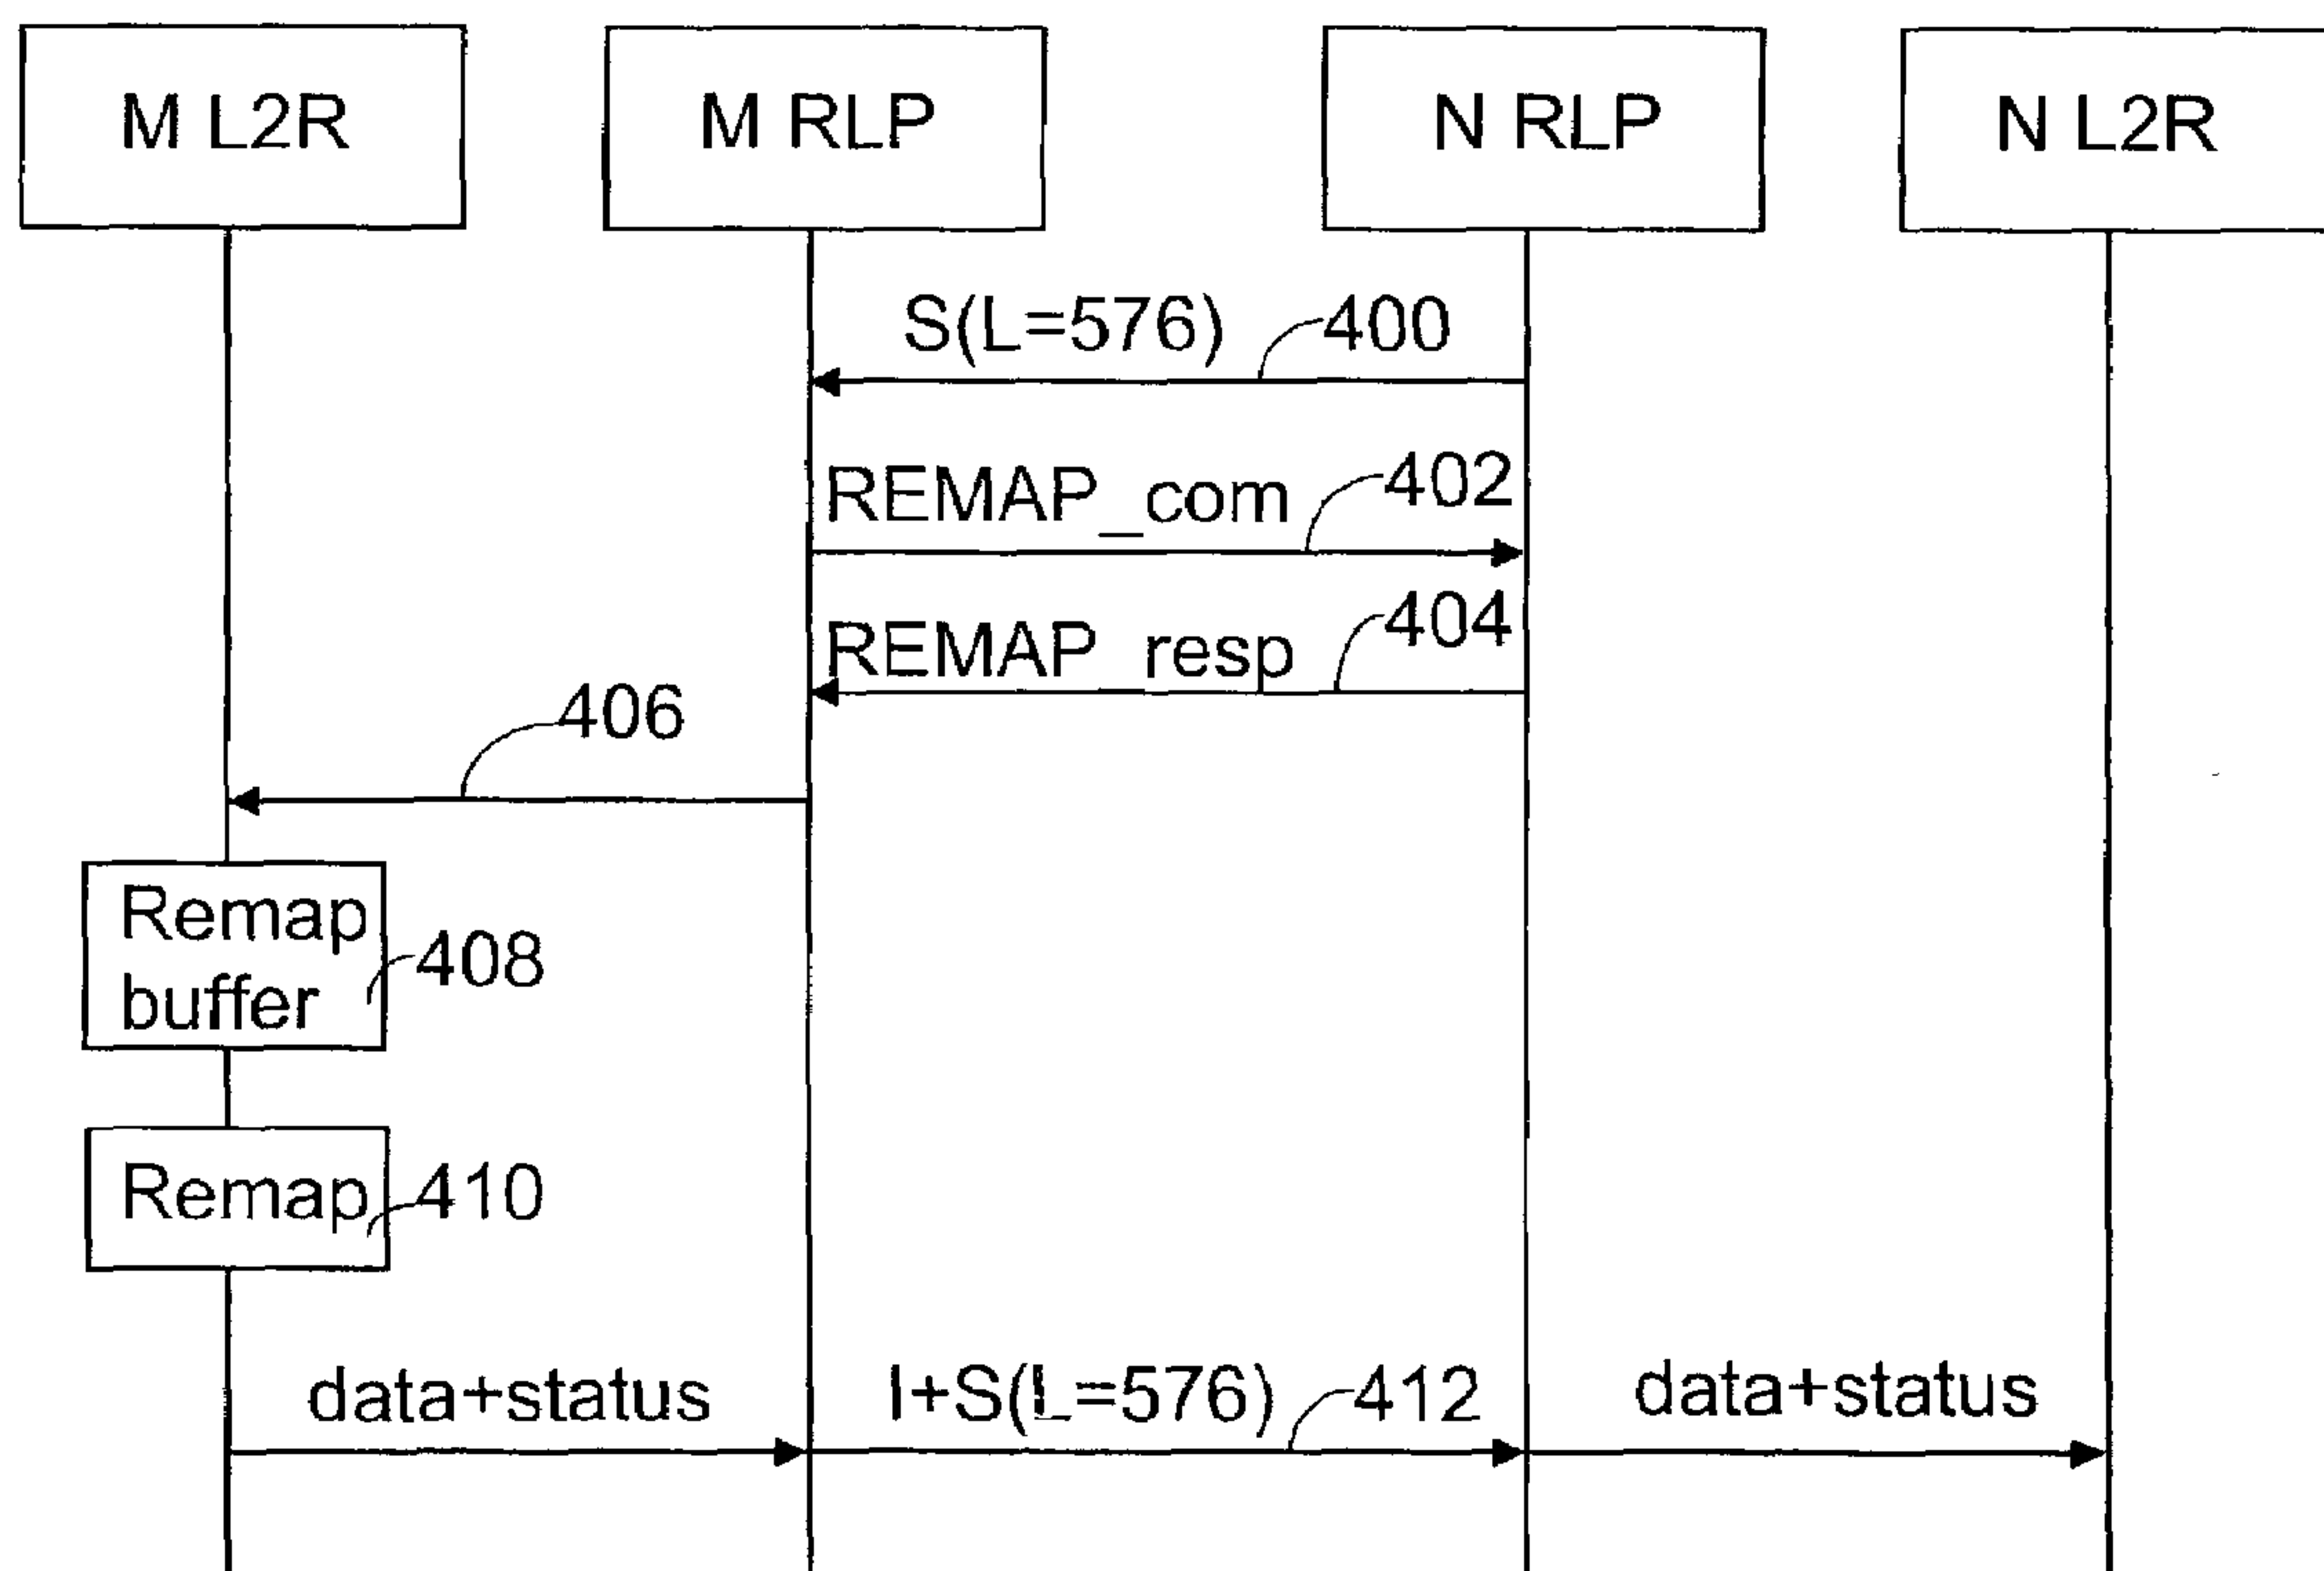 M L2R
M RLP
N RLP
N L2R
S(L=576)
400
REMAP_com
402
REMAP_resp
404
406
Remap
buffer
408
Remap
410
data+status
I+S(L=576)
412
data+status